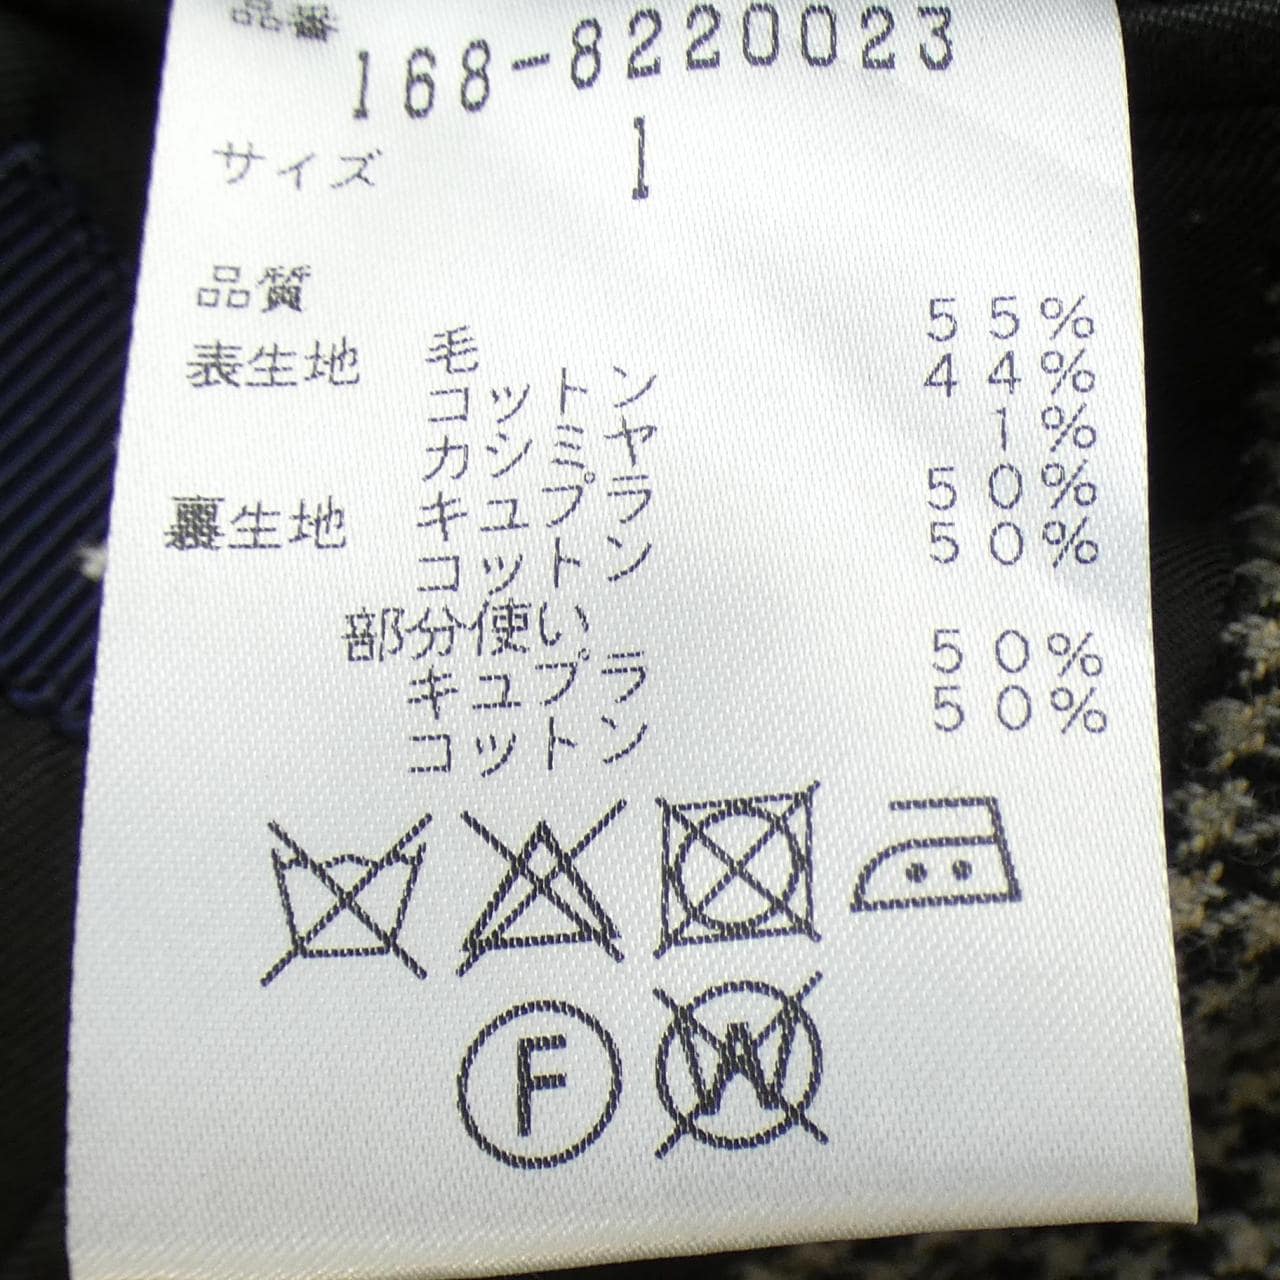 品番
168-8220023
サイズ 1
品質
表生地 毛 55%
コットン 44%
カシミヤ 1%
裏生地 キュプラ 50%
コットン 50%
部分使い
キュプラ 50%
コットン 50%
F W